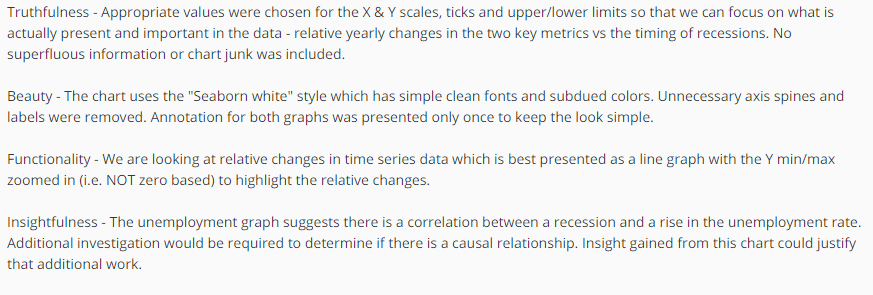 Truthfulness - Appropriate values were chosen for the X & Y scales, ticks and upper/lower limits so that we can focus on what is
actually present and important in the data - relative yearly changes in the two key metrics vs the timing of recessions. No
superfluous information or chart junk was included.
Beauty - The chart uses the "Seaborn white" style which has simple clean fonts and subdued colors. Unnecessary axis spines and
labels were removed. Annotation for both graphs was presented only once to keep the look simple.
Functionality - We are looking at relative changes in time series data which is best presented as a line graph with the Y min/max
zoomed in (i.e. NOT zero based) to highlight the relative changes.
Insightfulness - The unemployment graph suggests there is a correlation between a recession and a rise in the unemployment rate.
Additional investigation would be required to determine if there is a causal relationship. Insight gained from this chart could justify
that additional work.